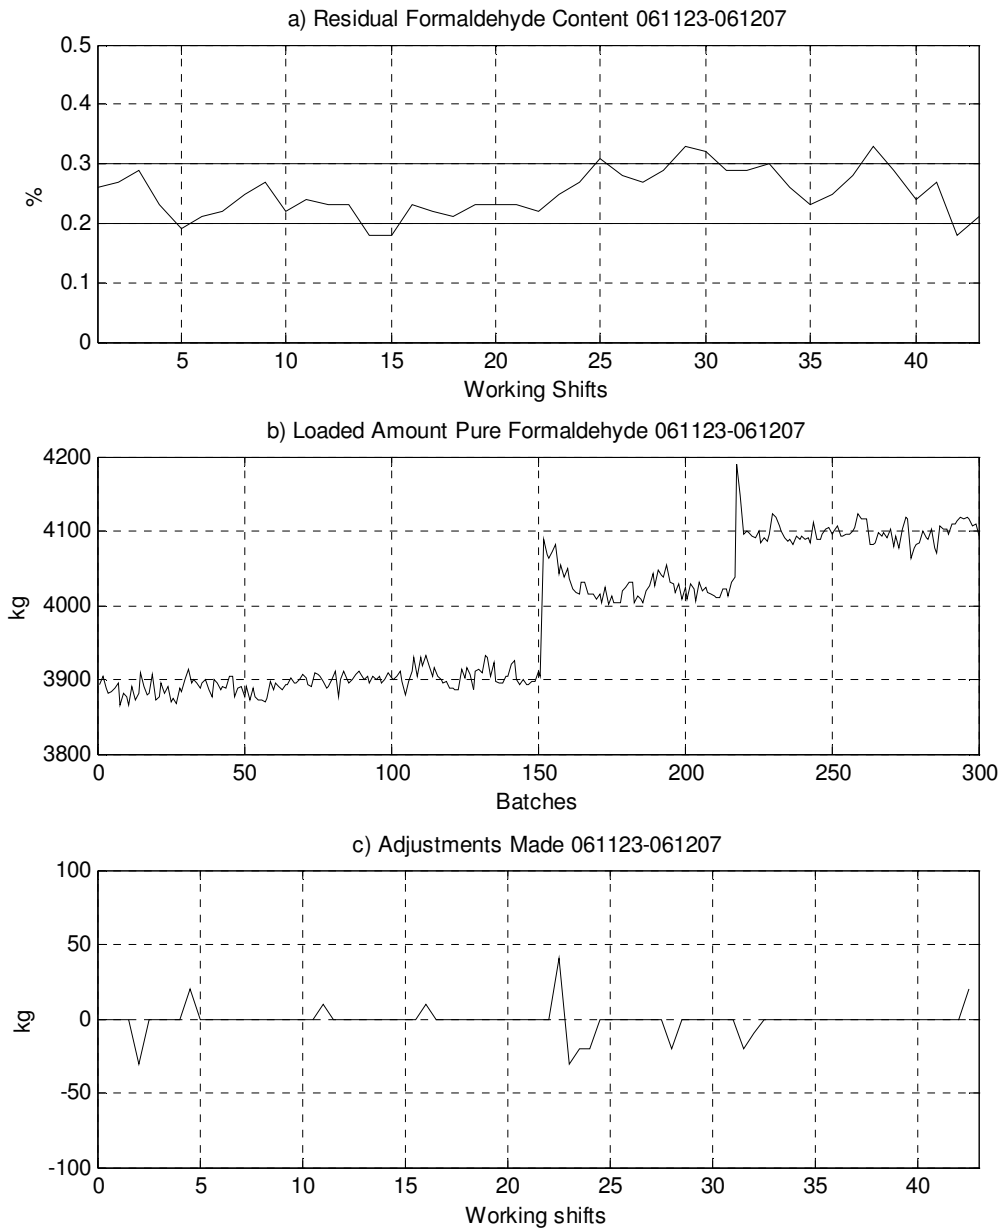 a) Residual Formaldehyde Content 061123-061207
0.5
0.4
0.3
0.2
0.1
0
%
5 10 15 20 25 30 35 40
Working Shifts
b) Loaded Amount Pure Formaldehyde 061123-061207
4200
4100
4000
3900
3800
kg
0 50 100 150 200 250 300
Batches
c) Adjustments Made 061123-061207
100
50
0
-50
-100
kg
0 5 10 15 20 25 30 35 40
Working shifts